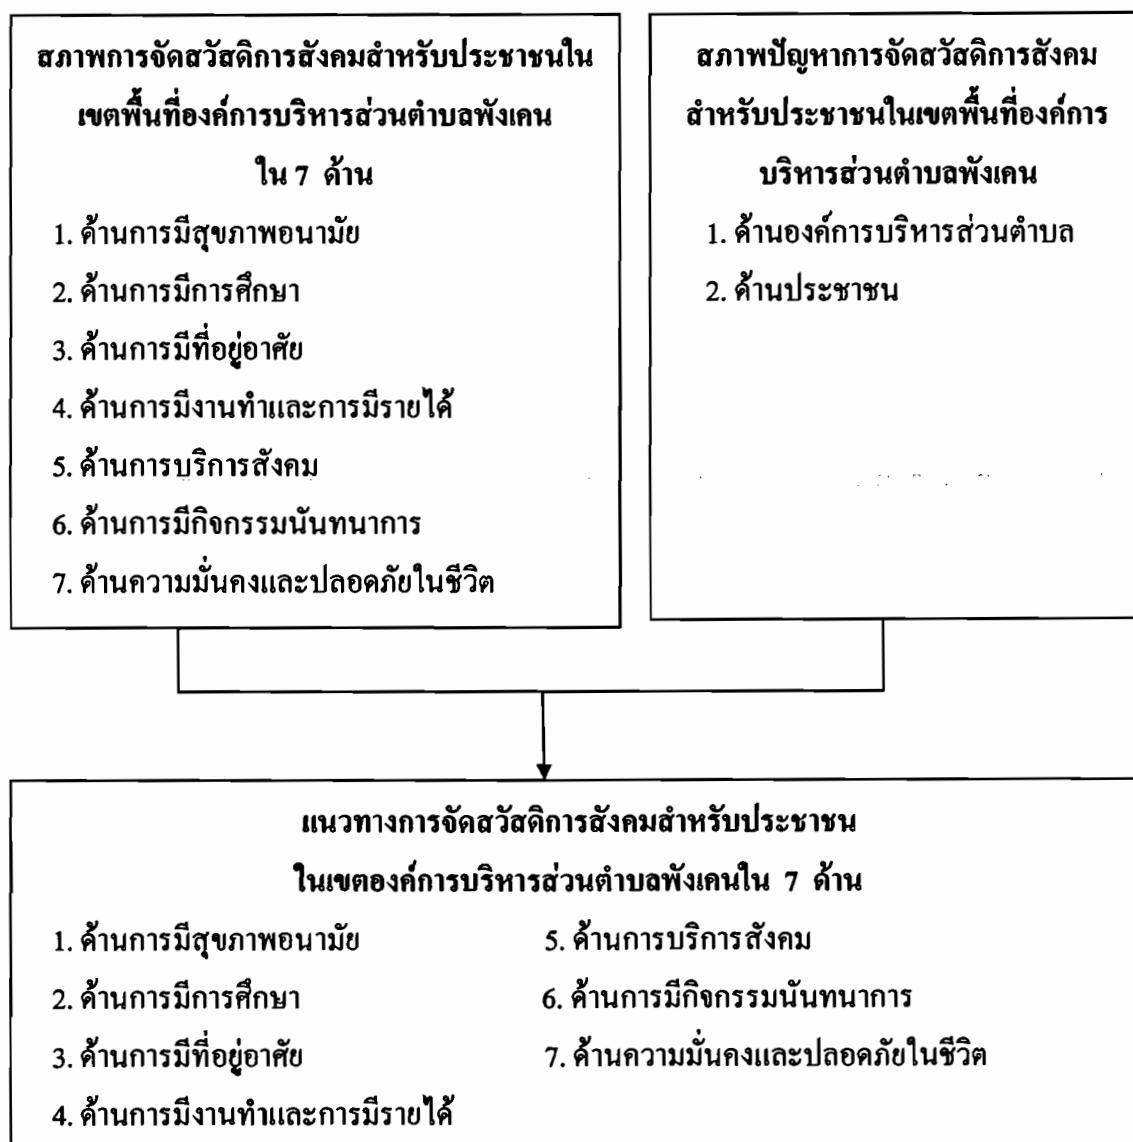 สภาพการจัดสวัสดิการสังคมสำหรับประชาชนใน
เขตพื้นที่องค์การบริหารส่วนตำบลพังเคน
ใน 7 ด้าน
1. ด้านการมีสุขภาพอนามัย
2. ด้านการมีการศึกษา
3. ด้านการมีที่อยู่อาศัย
4. ด้านการมีงานทำและการมีรายได้
5. ด้านการบริการสังคม
6. ด้านการมีกิจกรรมนันทนาการ
7. ด้านความมั่นคงและปลอดภัยในชีวิต
สภาพปัญหาการจัดสวัสดิการสังคม
สำหรับประชาชนในเขตพื้นที่องค์การ
บริหารส่วนตำบลพังเคน
1. ด้านองค์การบริหารส่วนตำบล
2. ด้านประชาชน
แนวทางการจัดสวัสดิการสังคมสำหรับประชาชน
ในเขตองค์การบริหารส่วนตำบลพังเคนใน 7 ด้าน
1. ด้านการมีสุขภาพอนามัย
2. ด้านการมีการศึกษา
3. ด้านการมีที่อยู่อาศัย
4. ด้านการมีงานทำและการมีรายได้
5. ด้านการบริการสังคม
6. ด้านการมีกิจกรรมนันทนาการ
7. ด้านความมั่นคงและปลอดภัยในชีวิต